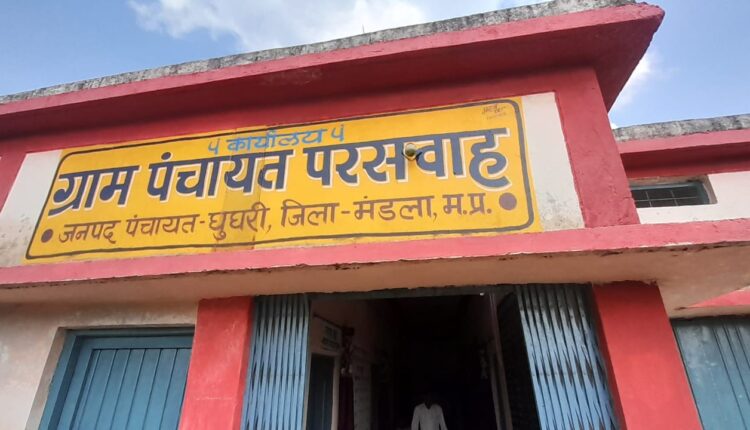 कार्यालय
ग्राम पंचायत परसवाह
जनपद पंचायत-घुघरी, जिला-मंडला, म.प्र.